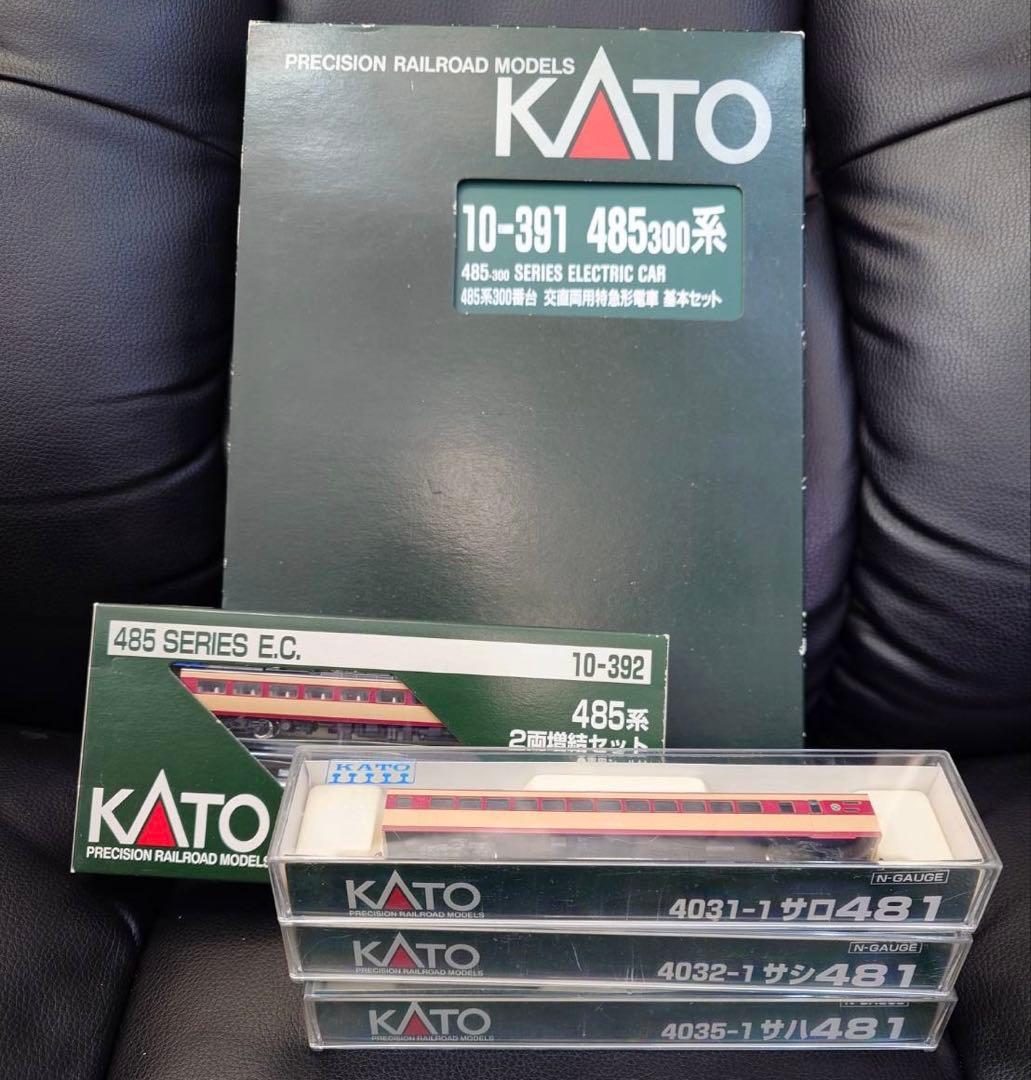 PRECISION RAILROAD MODELS
KATO
10-391 485300系
485-300 SERIES ELECTRIC CAR
485系300番台 交直両用特急形電車 基本セット
485 SERIES E.C.
10-392
485系
2両増結セット
KATO
PRECISION RAILROAD MODELS
KATO
N-GAUGE
KATO
PRECISION RAILROAD MODELS
4031-1 サロ481
N-GAUGE
KATO
PRECISION RAILROAD MODELS
4032-1 サシ481
N-GAUGE
KATO
PRECISION RAILROAD MODELS
4035-1 サハ481